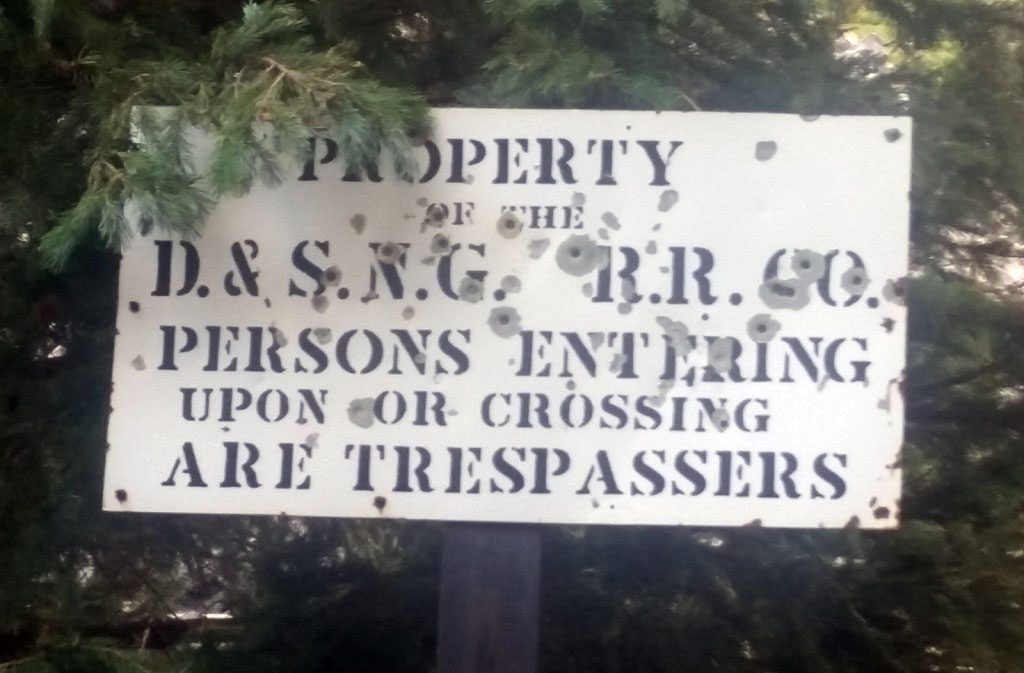 PROPERTY
OF THE
D.& S.N.G. R.R. CO.
PERSONS ENTERING
UPON OR CROSSING
ARE TRESPASSERS